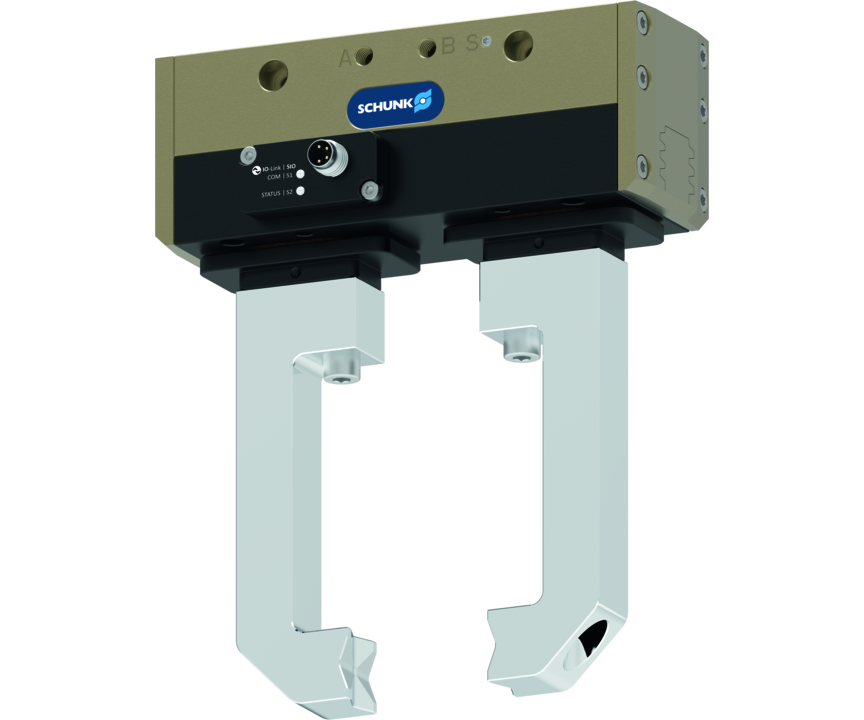 A B S
SCHUNK
IO-Link | SIO
COM | S1
STATUS | S2